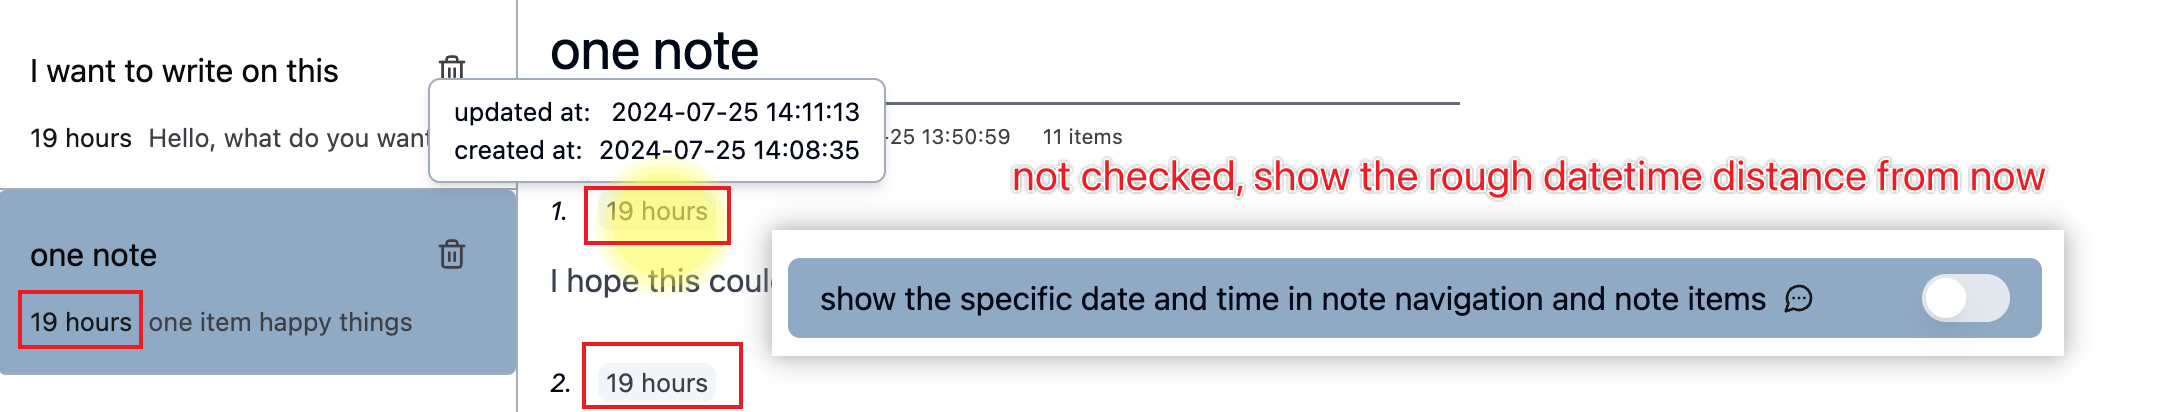 I want to write on this
19 hours Hello, what do you want
one note
19 hours one item happy things
one note
updated at: 2024-07-25 14:11:13
created at: 2024-07-25 14:08:35
-25 13:50:59 11 items
not checked, show the rough datetime distance from now
1. 19 hours
I hope this coul
show the specific date and time in note navigation and note items
2. 19 hours